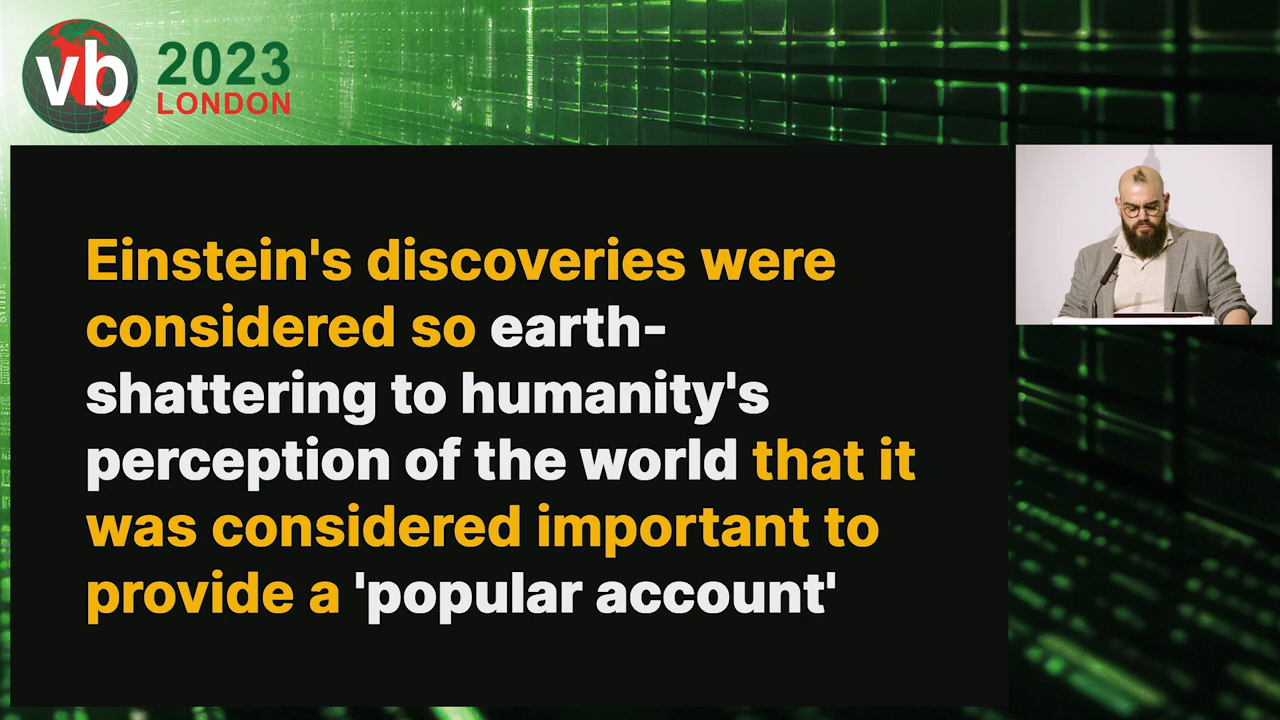 vb 2023
LONDON
Einstein's discoveries were
considered so earth-
shattering to humanity's
perception of the world that it
was considered important to
provide a 'popular account'